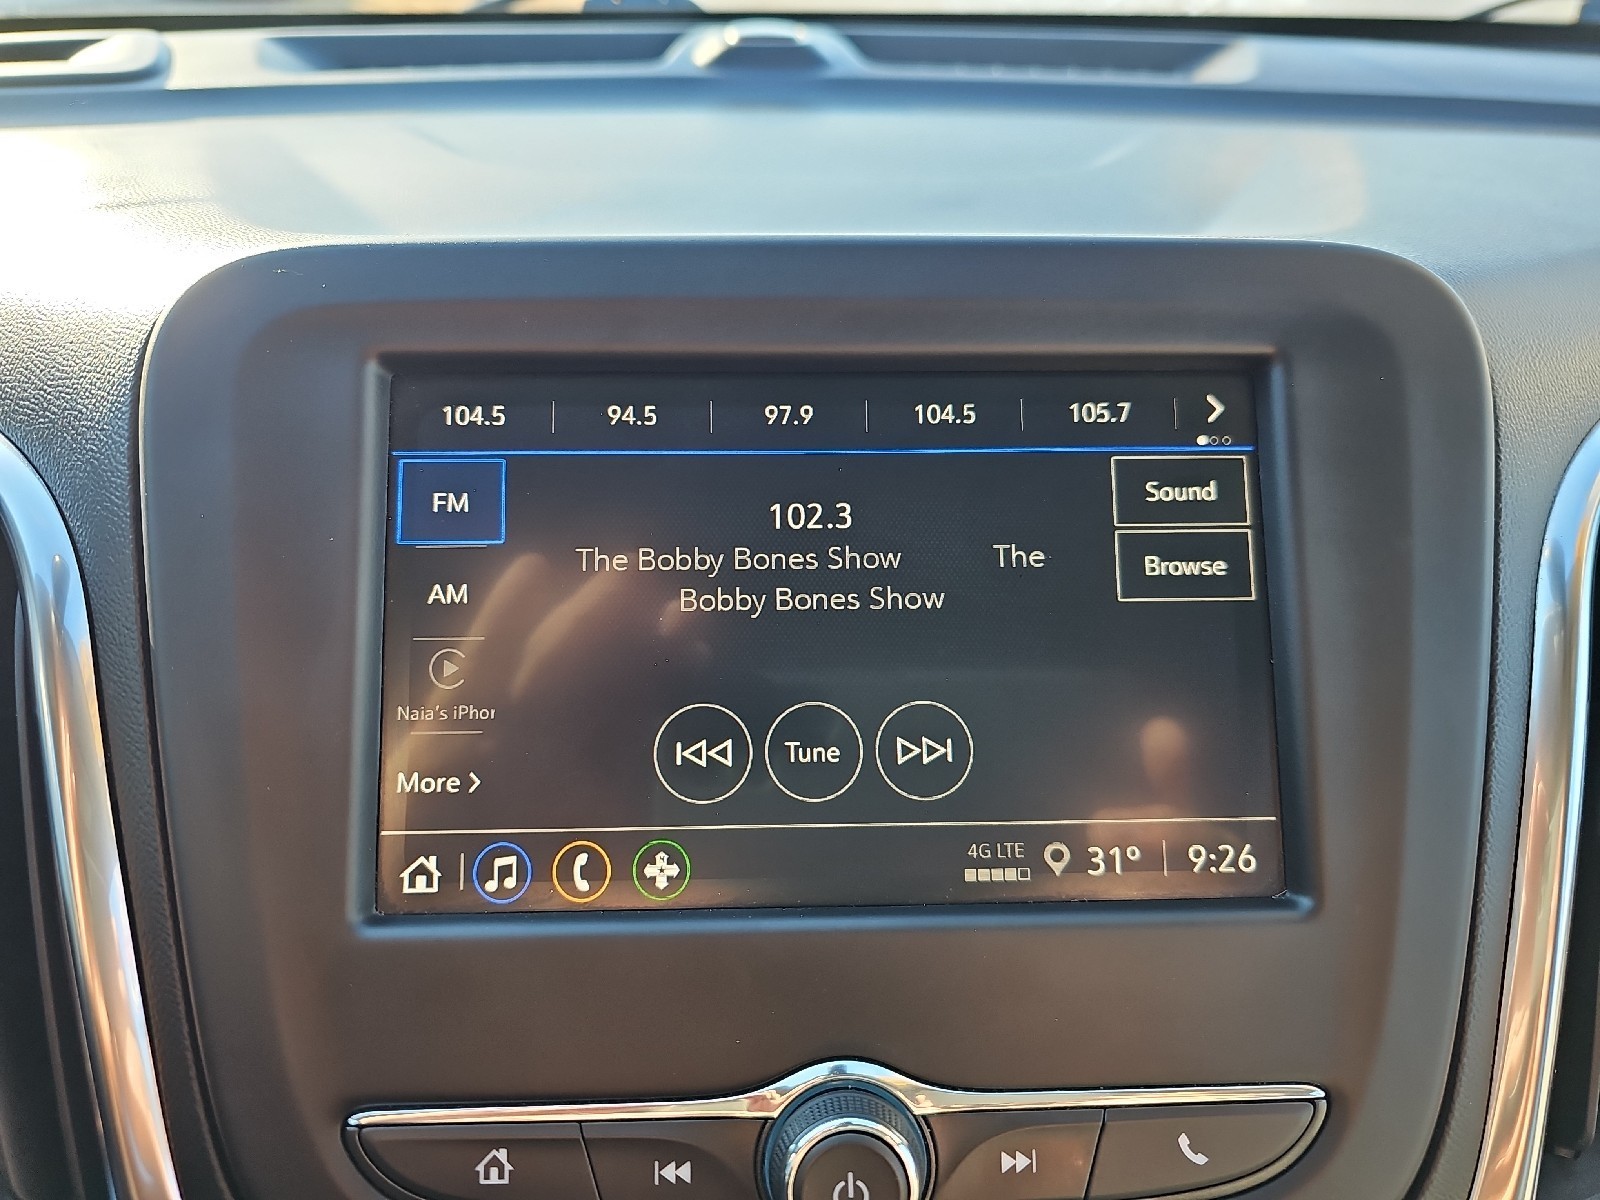 104.5 94.5 97.9 104.5 105.7
FM
102.3
Sound
The Bobby Bones Show The
Browse
AM
Bobby Bones Show
Naia's iPhor
Tune
More
4G LTE
31°
9:26